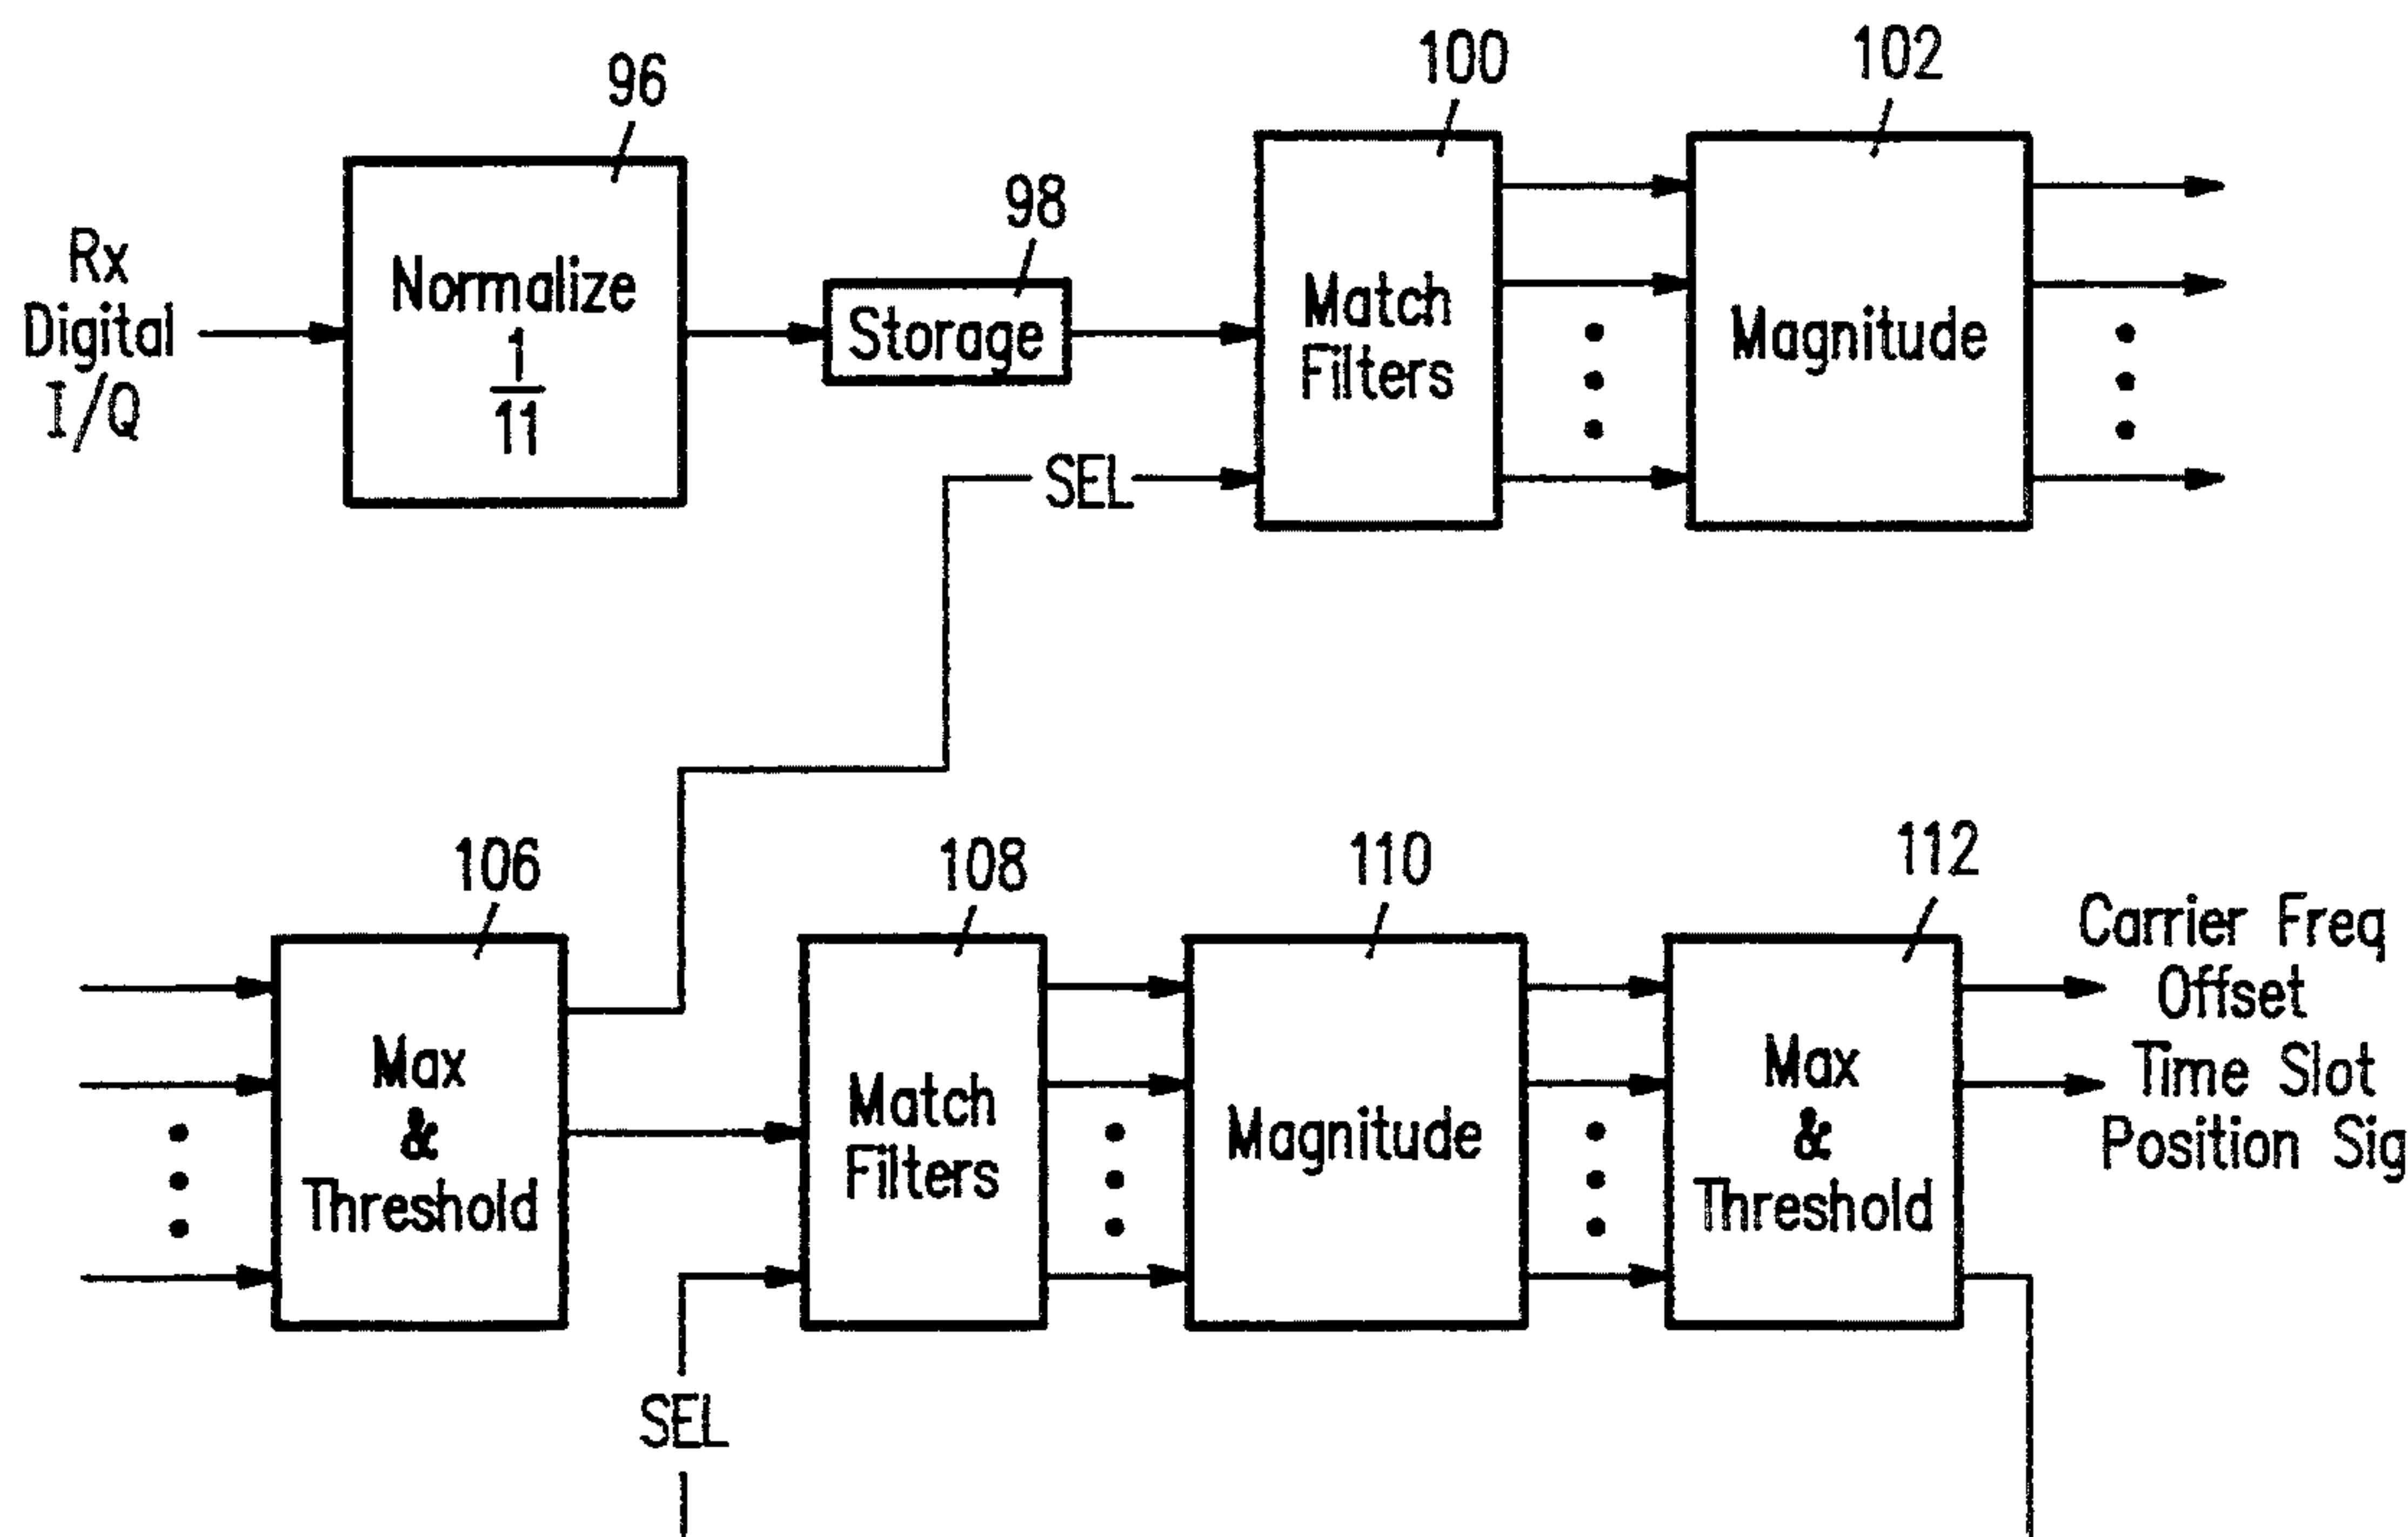 96
98
100
102
Rx
Digital
I/Q
Normalize
1
11
Storage
Match
Filters
Magnitude
SEL
106
108
110
112
Max
&
Threshold
Match
Filters
Magnitude
Max
&
Threshold
Carrier Freq
Offset
Time Slot
Position Sig
SEL